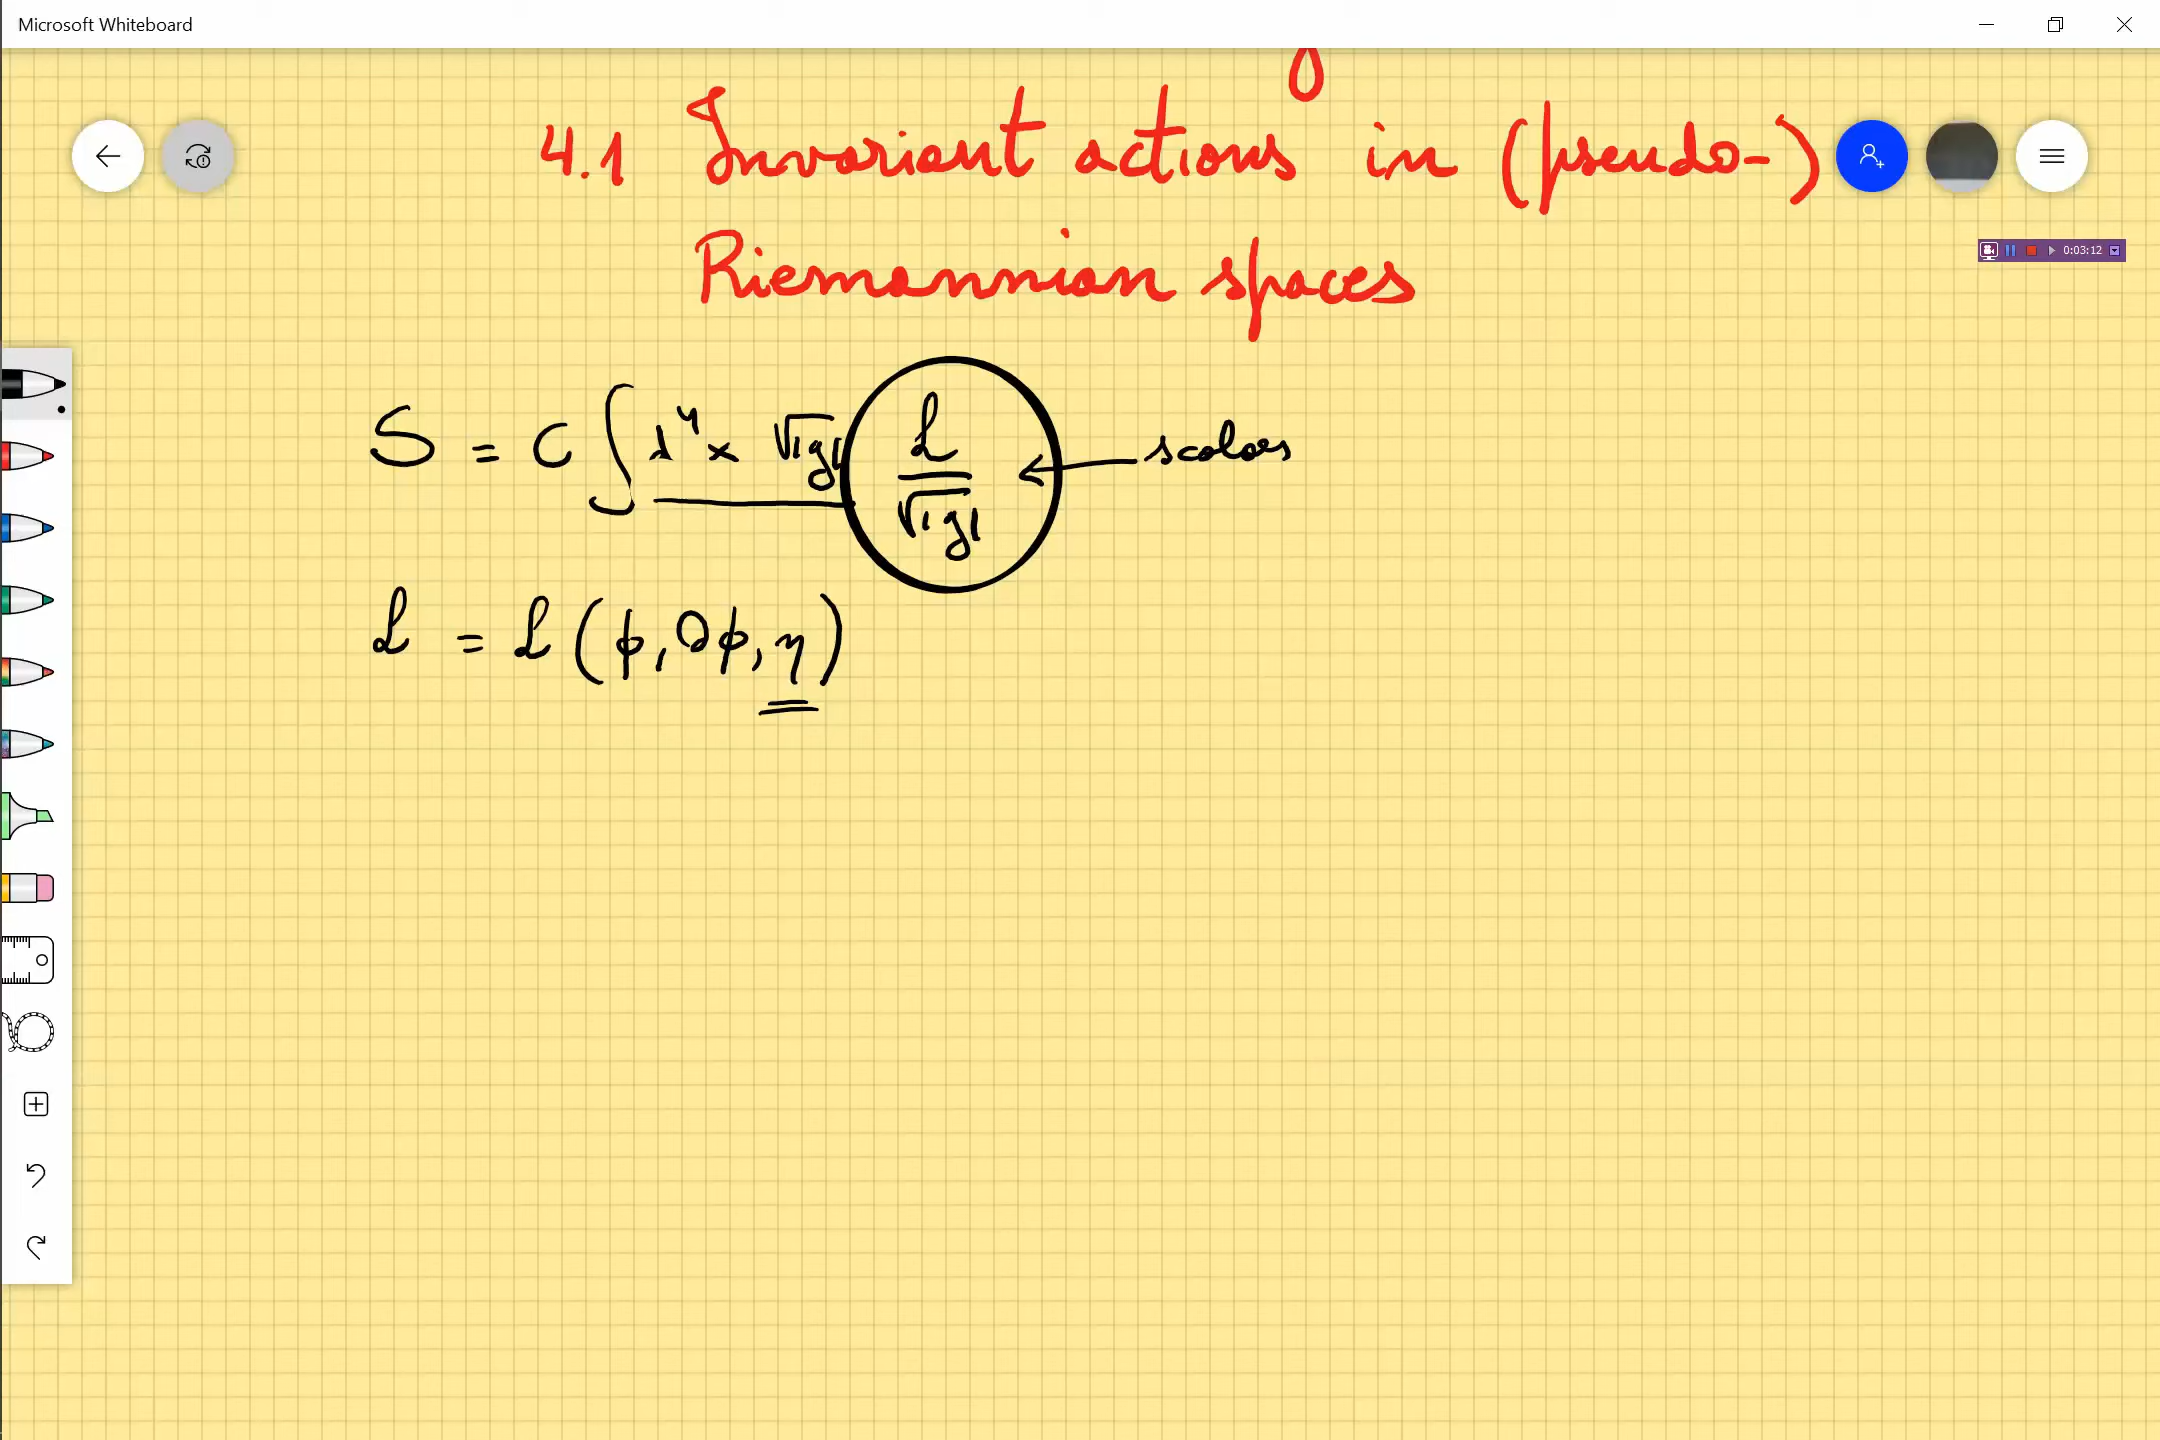 Microsoft Whiteboard
4.1 Invariant actions in (pseudo-)
0:03:12
Riemannian spaces
S = C ∫ d⁴x √|g| ℒ/√|g| ← scalars
ℒ = ℒ(ϕ, ∂ϕ, η)